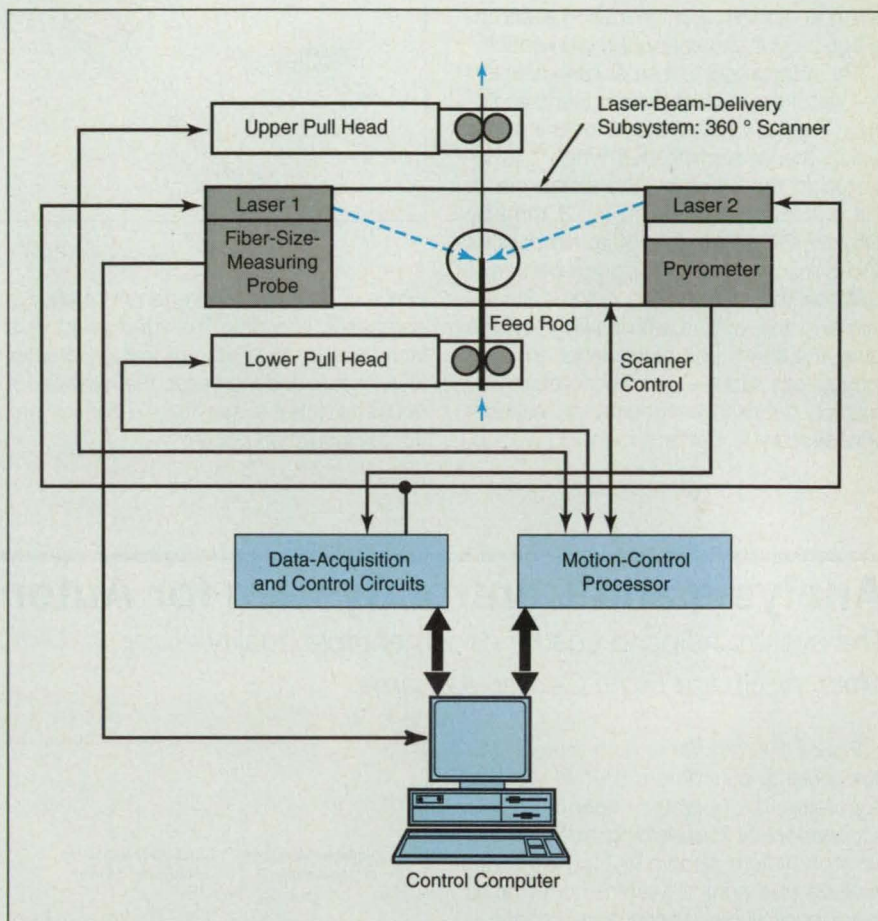 Upper Pull Head
Laser-Beam-Delivery
Subsystem: 360 ° Scanner
Laser 1
Laser 2
Fiber-Size-
Measuring
Probe
Pryrometer
Feed Rod
Lower Pull Head
Scanner
Control
Data-Acquisition
and Control Circuits
Motion-Control
Processor
Control Computer